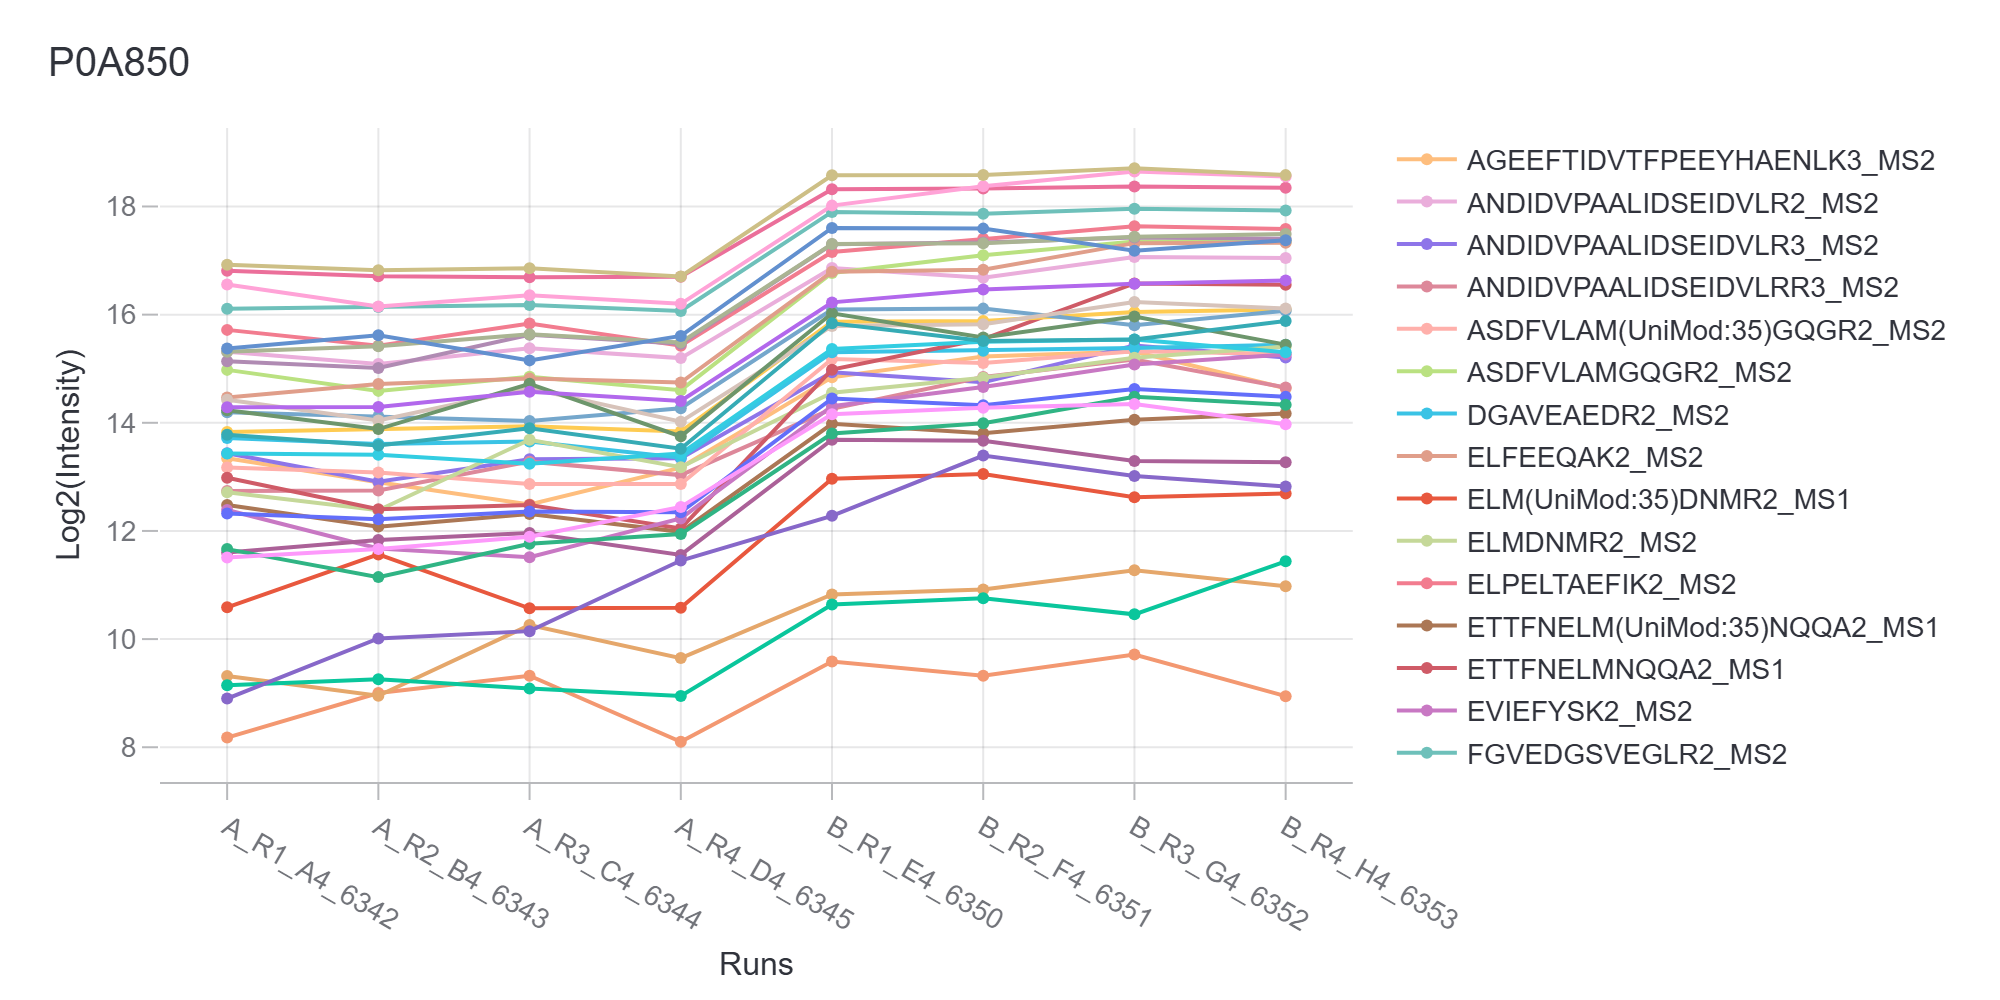 P0A850
Log2(Intensity)
18
16
14
12
10
8
A_R1_A4_6342
A_R2_B4_6343
A_R3_C4_6344
A_R4_D4_6345
B_R1_E4_6350
B_R2_F4_6351
B_R3_G4_6352
B_R4_H4_6353
Runs
AGEEFTIDVTFPEEYHAENLK3_MS2
ANDIDVPAALIDSEIDVLR2_MS2
ANDIDVPAALIDSEIDVLR3_MS2
ANDIDVPAALIDSEIDVLRR3_MS2
ASDFVLAM(UniMod:35)GQGR2_MS2
ASDFVLAMGQGR2_MS2
DGAVEAEDR2_MS2
ELFEEQAK2_MS2
ELM(UniMod:35)DNMR2_MS1
ELMDNMR2_MS2
ELPELTAEFIK2_MS2
ETTFNELM(UniMod:35)NQQA2_MS1
ETTFNELMNQQA2_MS1
EVIEFYSK2_MS2
FGVEDGSVEGLR2_MS2